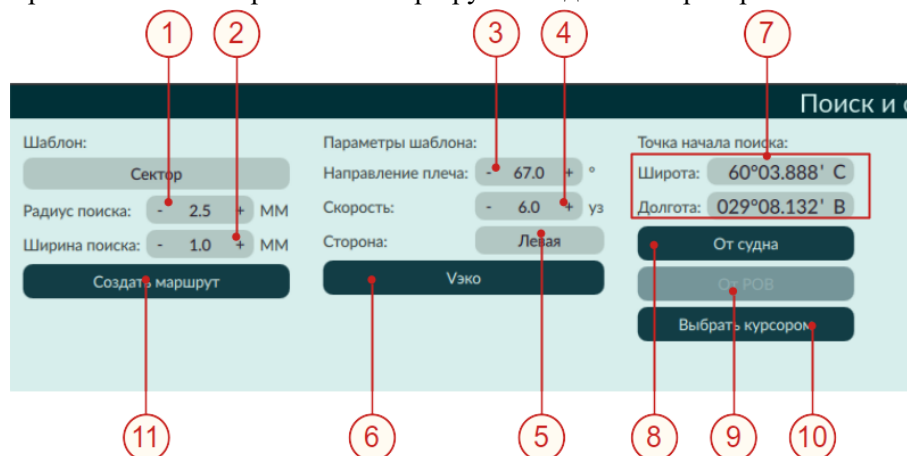 1 2 3 4 7
Поиск и
Шаблон:
Сектор
Радиус поиска: - 2.5 + ММ
Ширина поиска: - 1.0 + ММ
Создать маршрут
Параметры шаблона:
Направление плеча: - 67.0 + °
Скорость: - 6.0 + уз
Сторона: Левая
Vэко
Точка начала поиска:
Широта: 60°03.888' С
Долгота: 029°08.132' В
От судна
От РОВ
Выбрать курсором
11 6 5 8 9 10